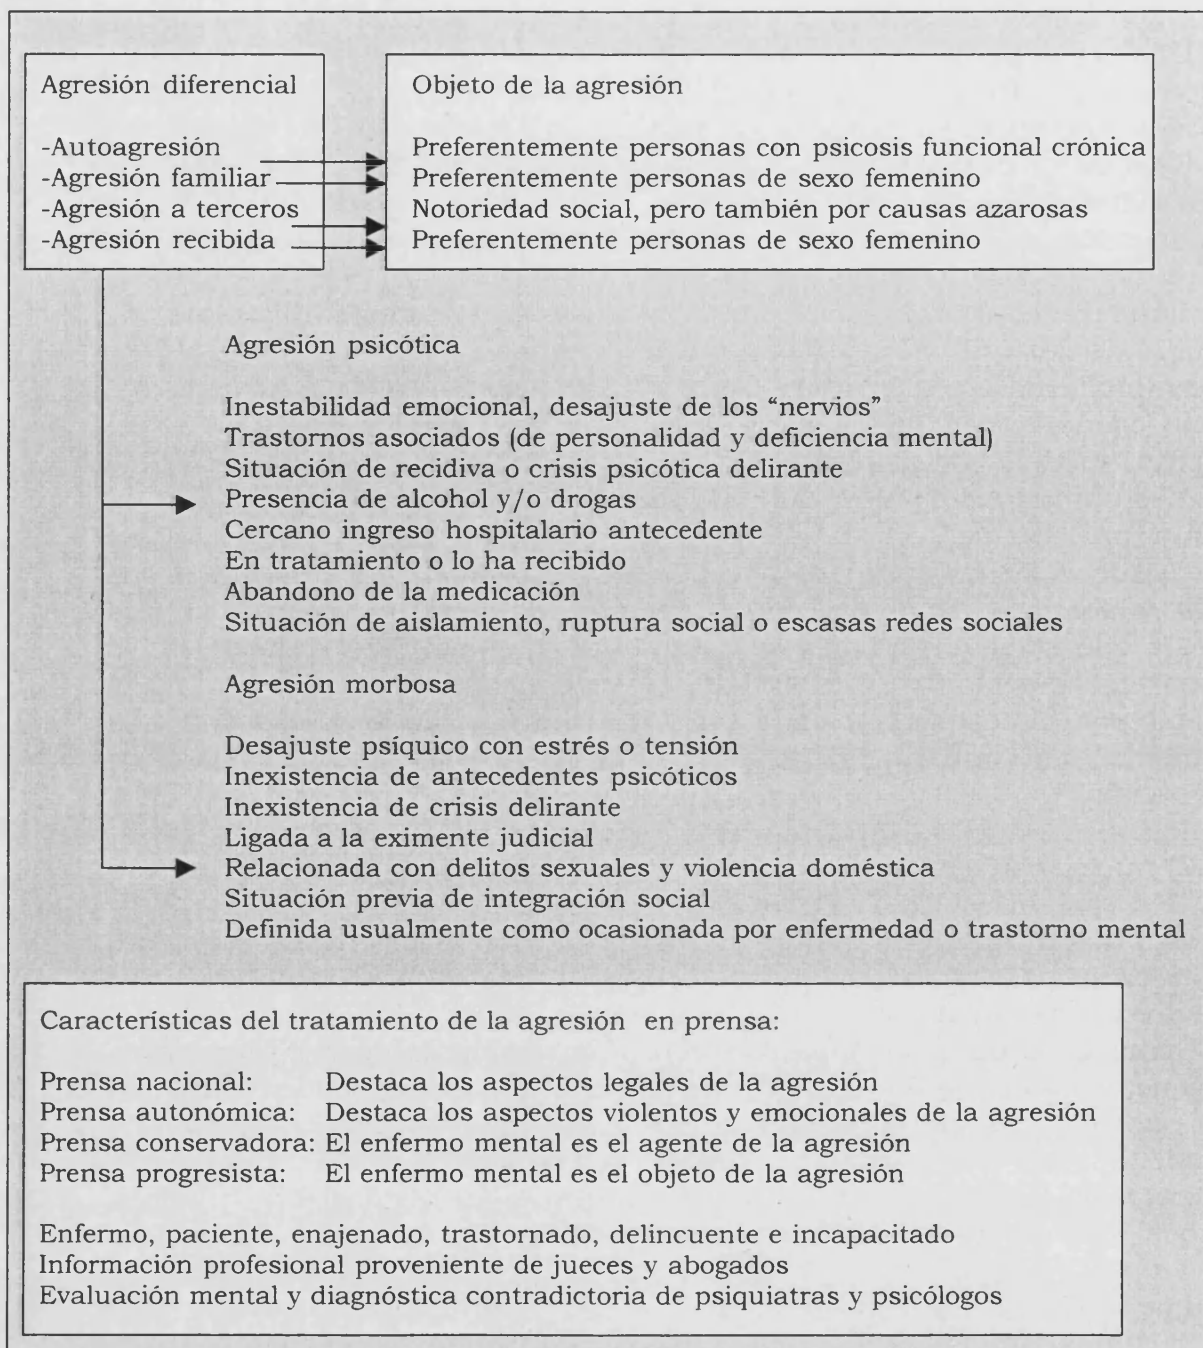 Agresión diferencial
-Autoagresión
-Agresión familiar
-Agresión a terceros
-Agresión recibida
Objeto de la agresión
Preferentemente personas con psicosis funcional crónica
Preferentemente personas de sexo femenino
Notoriedad social, pero también por causas azarosas
Preferentemente personas de sexo femenino
Agresión psicótica
Inestabilidad emocional, desajuste de los “nervios”
Trastornos asociados (de personalidad y deficiencia mental)
Situación de recidiva o crisis psicótica delirante
Presencia de alcohol y/o drogas
Cercano ingreso hospitalario antecedente
En tratamiento o lo ha recibido
Abandono de la medicación
Situación de aislamiento, ruptura social o escasas redes sociales
Agresión morbosa
Desajuste psíquico con estrés o tensión
Inexistencia de antecedentes psicóticos
Inexistencia de crisis delirante
Ligada a la eximente judicial
Relacionada con delitos sexuales y violencia doméstica
Situación previa de integración social
Definida usualmente como ocasionada por enfermedad o trastorno mental
Características del tratamiento de la agresión en prensa:
Prensa nacional: Destaca los aspectos legales de la agresión
Prensa autonómica: Destaca los aspectos violentos y emocionales de la agresión
Prensa conservadora: El enfermo mental es el agente de la agresión
Prensa progresista: El enfermo mental es el objeto de la agresión
Enfermo, paciente, enajenado, trastornado, delincuente e incapacitado
Información profesional proveniente de jueces y abogados
Evaluación mental y diagnóstica contradictoria de psiquiatras y psicólogos